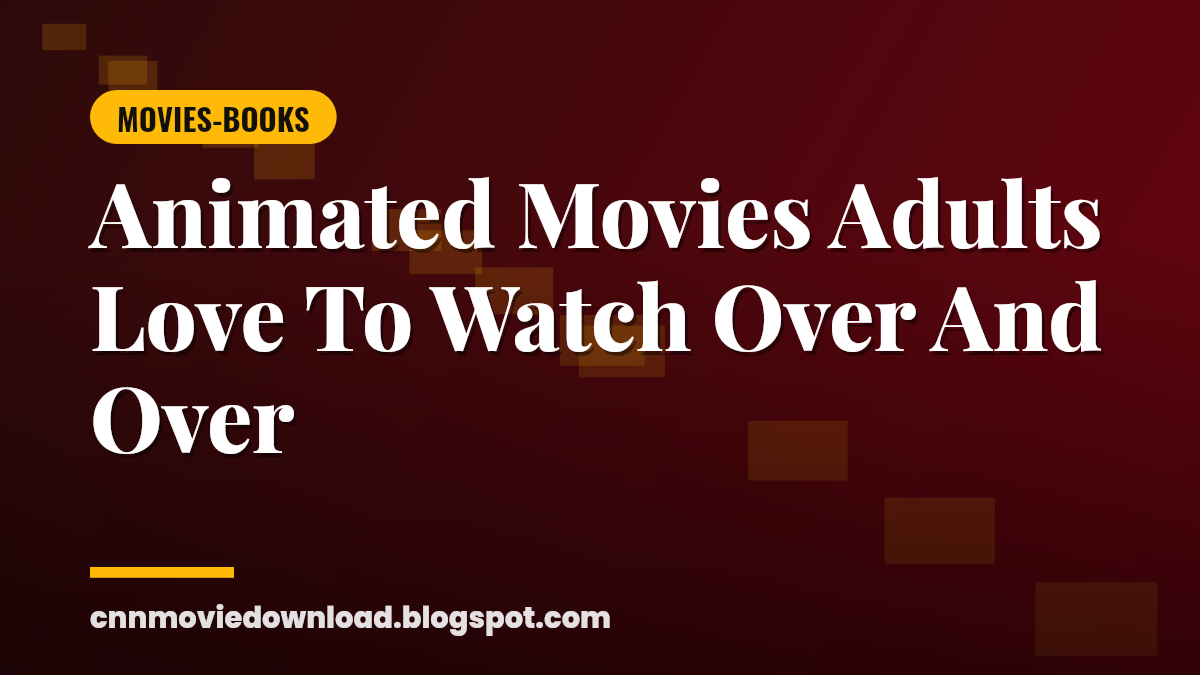 MOVIES-BOOKS
Animated Movies Adults
Love To Watch Over And
Over
cnnmoviedownload.blogspot.com